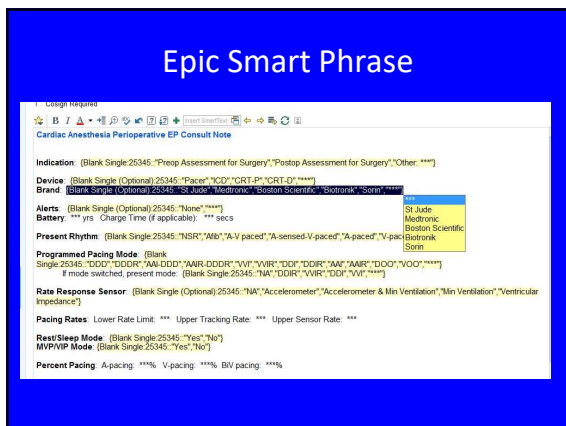 Epic Smart Phrase
Cosign Required
B I A Insert SmartText
Cardiac Anesthesia Perioperative EP Consult Note
Indication: {Blank Single:25345::"Preop Assessment for Surgery","Postop Assessment for Surgery","Other: ***"}
Device: {Blank Single (Optional):25345::"Pacer","ICD","CRT-P","CRT-D","***"}
Brand: {Blank Single (Optional):25345::"St Jude","Medtronic","Boston Scientific","Biotronik","Sorin","***"}
***
St Jude
Medtronic
Boston Scientific
Biotronik
Sorin
Alerts: {Blank Single (Optional):25345::"None","***"}
Battery: *** yrs Charge Time (if applicable): *** secs
Present Rhythm: {Blank Single (Optional):25345::"NSR","Afib","A-V paced","A-sensed-V-paced","A-paced","V-pac
Programmed Pacing Mode: {Blank
Single:25345::"DDD","DDDR","AAI-DDD","AAIR-DDDR","VVI","VVIR","DDI","DDIR","AAI","AAIR","DOO","VOO","***"}
If mode switched, present mode: {Blank Single:25345::"NA","DDIR","VVIR","DDI","VVI","***"}
Rate Response Sensor: {Blank Single (Optional):25345::"NA","Accelerometer","Accelerometer & Min Ventilation","Min Ventilation","Ventricular
Impedance"}
Pacing Rates: Lower Rate Limit: *** Upper Tracking Rate: *** Upper Sensor Rate: ***
Rest/Sleep Mode: {Blank Single:25345::"Yes","No"}
MVP/VIP Mode: {Blank Single:25345::"Yes","No"}
Percent Pacing: A-pacing: ***% V-pacing: ***% BiV pacing: ***%